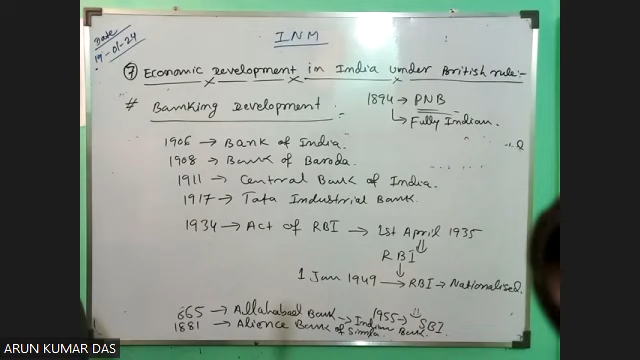 Date
19-01-24
INM
⑦ Economic Development in India under British rule:-
# Banking Development :-
1894 → PNB
↳ Fully Indian.
1906 → Bank of India.
1908 → Bank of Baroda.
1911 → Central Bank of India.
1917 → Tata Industrial Bank.
1934 → Act of RBI → 1st April 1935
⇓
RBI
↓
1 Jan 1949 → RBI → Nationalised.
665 → Allahabad Bank
1881 → Alience Bank of Simla
Indian Bank.
1955 → SBI
ARUN KUMAR DAS